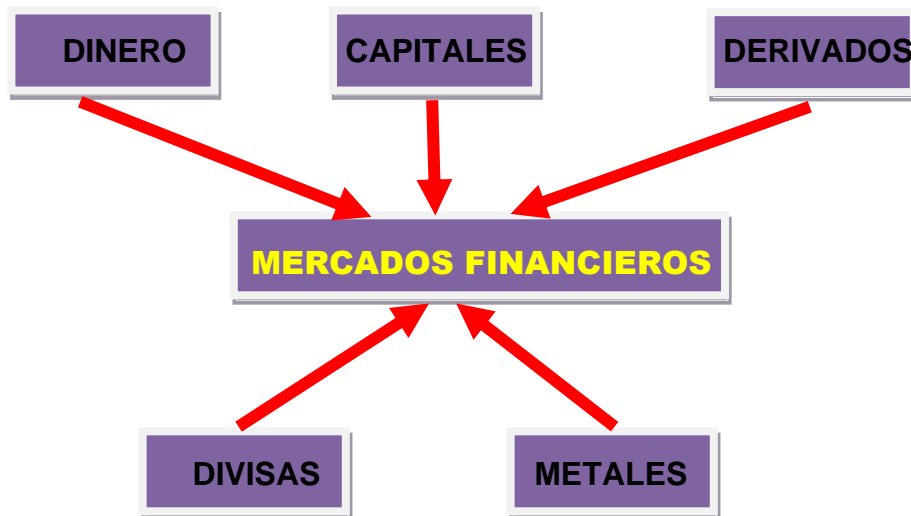 DINERO
CAPITALES
DERIVADOS
MERCADOS FINANCIEROS
DIVISAS
METALES